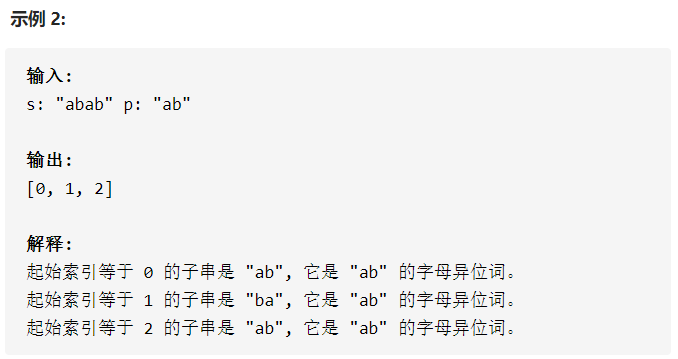 示例 2:
输入:
s: "abab" p: "ab"
输出:
[0, 1, 2]
解释:
起始索引等于 0 的子串是 "ab", 它是 "ab" 的字母异位词。
起始索引等于 1 的子串是 "ba", 它是 "ab" 的字母异位词。
起始索引等于 2 的子串是 "ab", 它是 "ab" 的字母异位词。